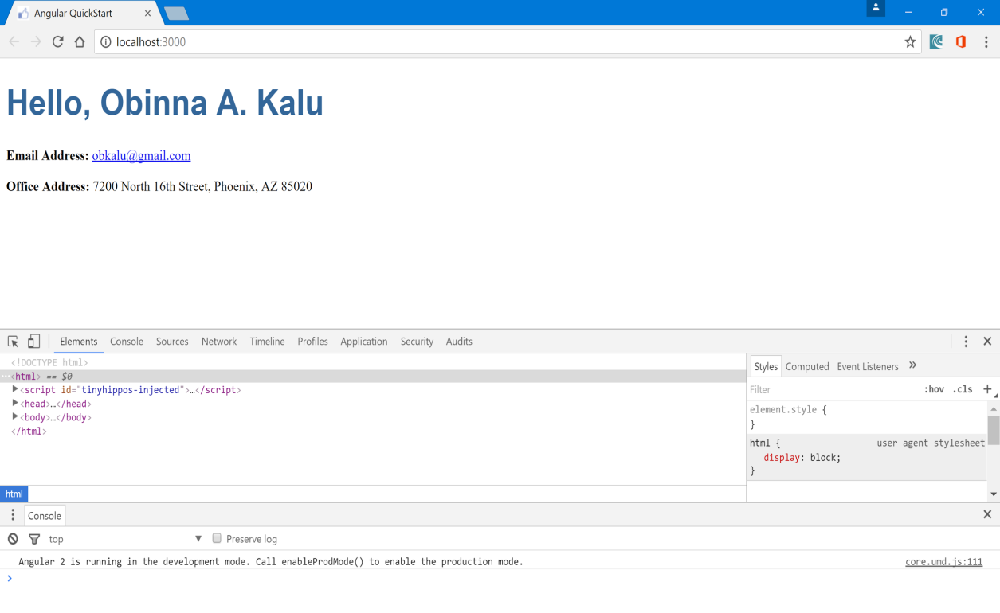 Angular QuickStart
localhost:3000
Hello, Obinna A. Kalu
Email Address: obkalu@gmail.com
Office Address: 7200 North 16th Street, Phoenix, AZ 85020
Elements Console Sources Network Timeline Profiles Application Security Audits
<!DOCTYPE html>
···<html> == $0
<script id="tinyhippos-injected">…</script>
<head>…</head>
<body>…</body>
</html>
html
Styles Computed Event Listeners »
Filter :hov .cls +
element.style {
}
html { user agent stylesheet
display: block;
}
Console
top Preserve log
Angular 2 is running in the development mode. Call enableProdMode() to enable the production mode. core.umd.js:111